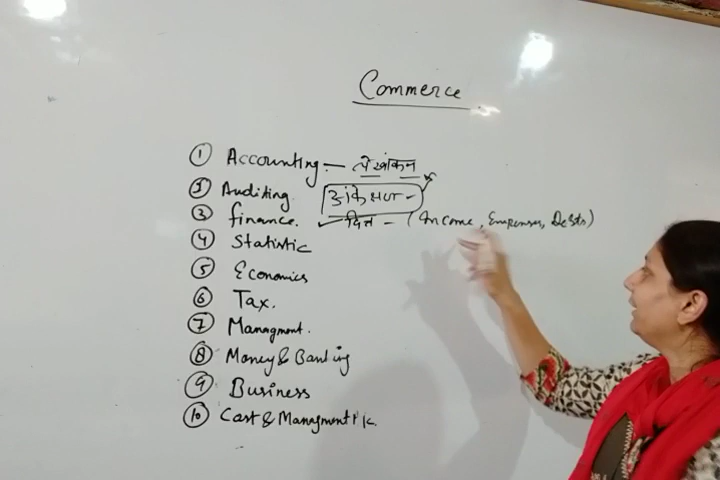 Commerce
① Accounting — लेखांकन
② Auditing अंकेक्षण -
③ finance. ✓ वित्त - (Income, Expenses, Debts)
④ Statistic
⑤ Economics
⑥ Tax.
⑦ Managment.
⑧ Money & Banking
⑨ Business
⑩ Cost & Managment